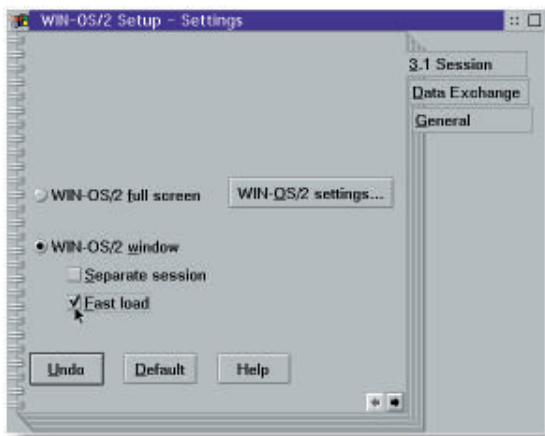 WIN-OS/2 Setup - Settings
3.1 Session
Data Exchange
General
WIN-OS/2 full screen
WIN-OS/2 settings...
WIN-OS/2 window
Separate session
Fast load
Undo
Default
Help